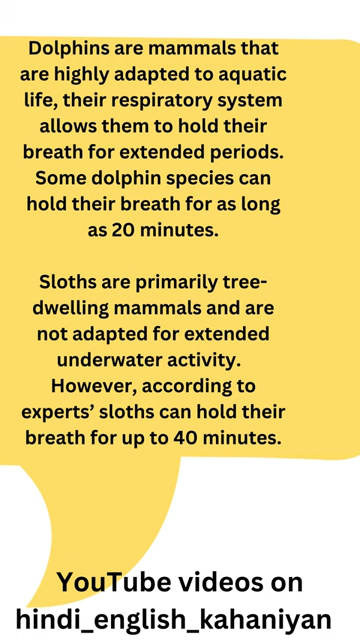 Dolphins are mammals that
are highly adapted to aquatic
life, their respiratory system
allows them to hold their
breath for extended periods.
Some dolphin species can
hold their breath for as long
as 20 minutes.
Sloths are primarily tree-
dwelling mammals and are
not adapted for extended
underwater activity.
However, according to
experts’ sloths can hold their
breath for up to 40 minutes.
YouTube videos on
hindi_english_kahaniyan